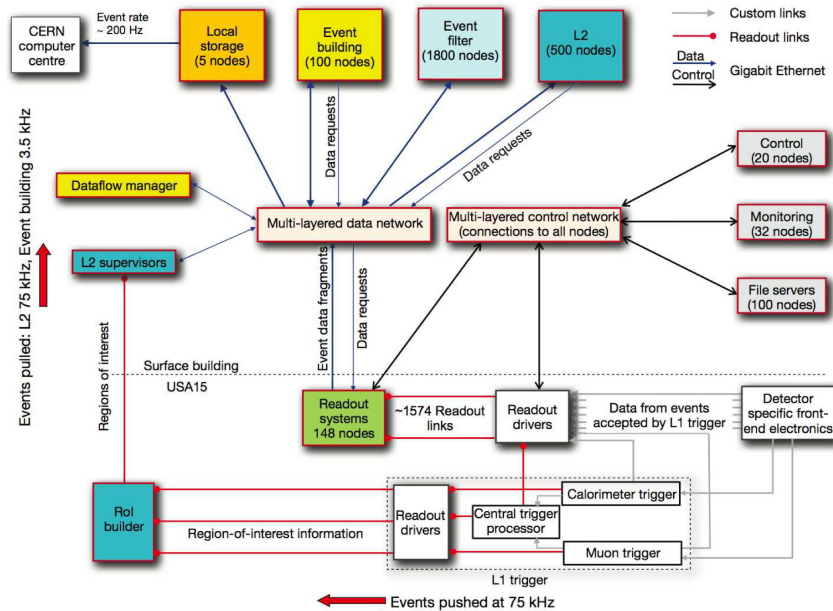 CERN
computer
centre
Event rate
~ 200 Hz
Local
storage
(5 nodes)
Event
building
(100 nodes)
Event
filter
(1800 nodes)
L2
(500 nodes)
Custom links
Readout links
Data
Control
Gigabit Ethernet
Data requests
Data requests
Control
(20 nodes)
Dataflow manager
Multi-layered data network
Multi-layered control network
(connections to all nodes)
Monitoring
(32 nodes)
L2 supervisors
File servers
(100 nodes)
Events pulled: L2 75 kHz, Event building 3.5 kHz
Regions of interest
Event data fragments
Data requests
Surface building
USA15
Readout
systems
148 nodes
~1574 Readout
links
Readout
drivers
Data from events
accepted by L1 trigger
Detector
specific front-
end electronics
RoI
builder
Region-of-interest information
Readout
drivers
Central trigger
processor
Calorimeter trigger
Muon trigger
L1 trigger
Events pushed at 75 kHz